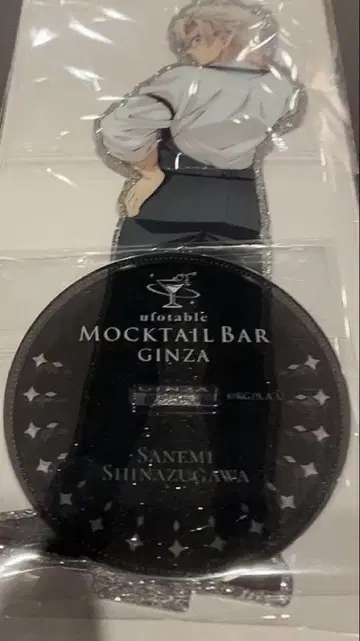 ufotable
MOCKTAIL BAR
GINZA
SANEMI
SHINAZUGAWA